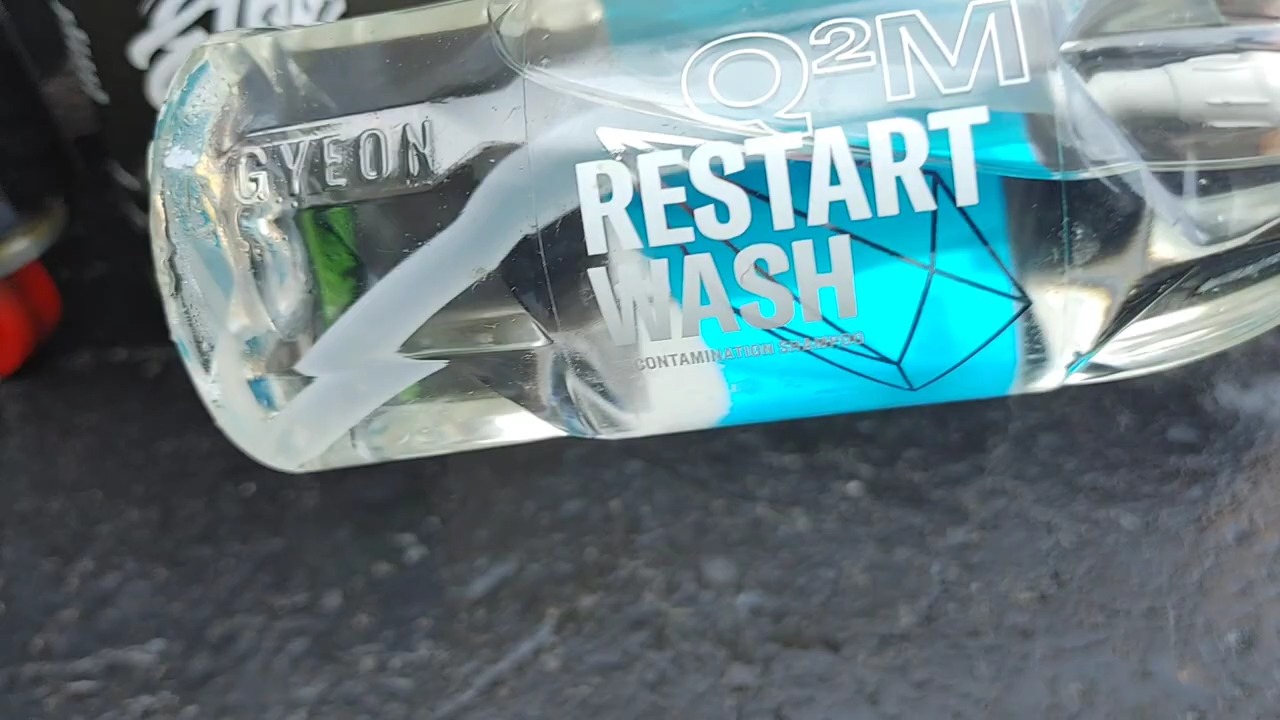 GYEON
Q²M
RESTART
WASH
CONTAMINATION SHAMPOO